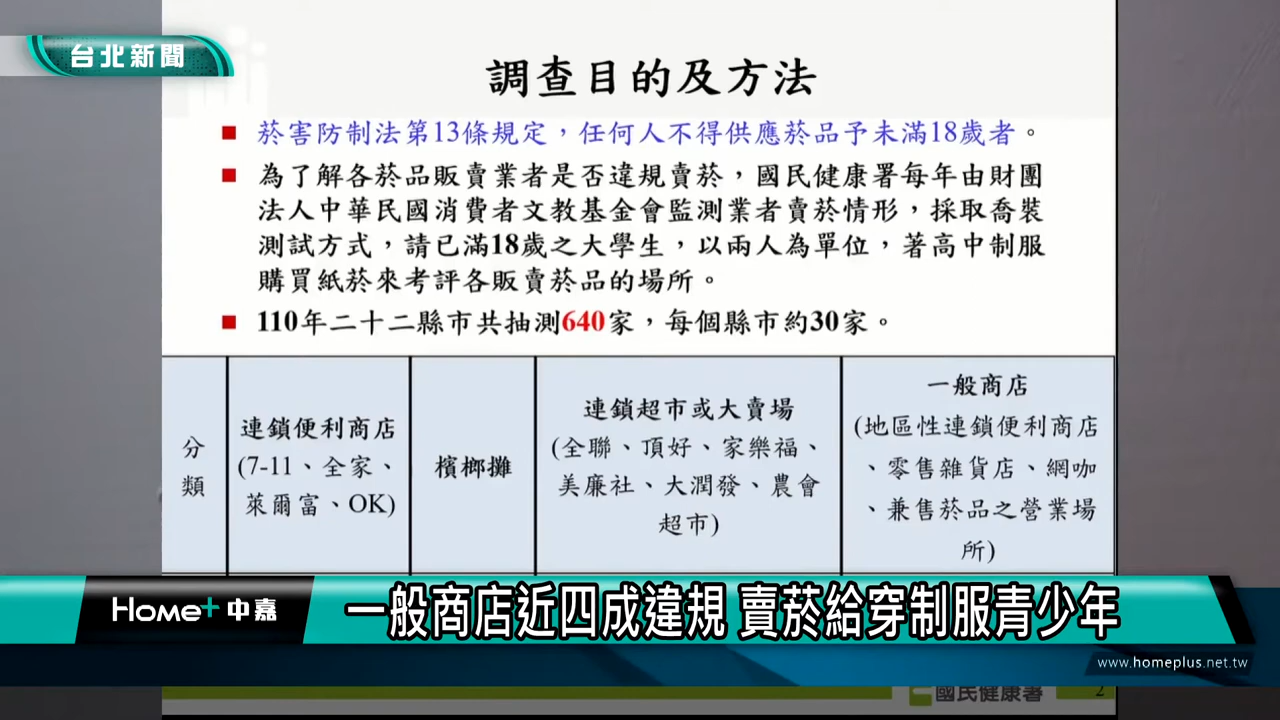 台北新聞
調查目的及方法
■ 菸害防制法第13條規定，任何人不得供應菸品予未滿18歲者。
■ 為了解各菸品販賣業者是否違規賣菸，國民健康署每年由財團
法人中華民國消費者文教基金會監測業者賣菸情形，採取喬裝
測試方式，請已滿18歲之大學生，以兩人為單位，著高中制服
購買紙菸來考評各販賣菸品的場所。
■ 110年二十二縣市共抽測640家，每個縣市約30家。
分
類
連鎖便利商店
(7-11、全家、
萊爾富、OK)
檳榔攤
連鎖超市或大賣場
(全聯、頂好、家樂福、
美廉社、大潤發、農會
超市)
一般商店
(地區性連鎖便利商店
、零售雜貨店、網咖
、兼售菸品之營業場
所)
Home+中嘉
一般商店近四成違規 賣菸給穿制服青少年
www.homeplus.net.tw
國民健康署
2